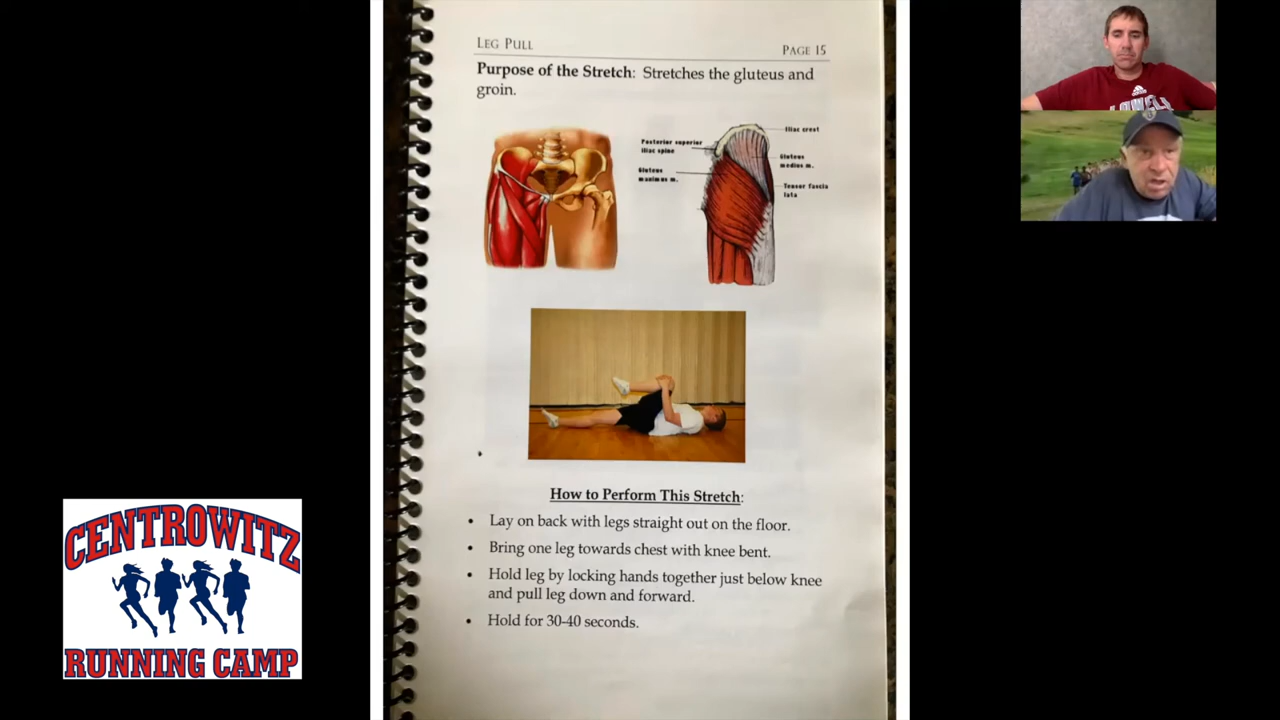 LEG PULL
PAGE 15
Purpose of the Stretch: Stretches the gluteus and
groin.
Posterior superior
iliac spine
Gluteus
maximus m.
Iliac crest
Gluteus
medius m.
Tensor fascia
lata
How to Perform This Stretch:
• Lay on back with legs straight out on the floor.
• Bring one leg towards chest with knee bent.
• Hold leg by locking hands together just below knee
and pull leg down and forward.
• Hold for 30-40 seconds.
CENTROWITZ
RUNNING CAMP
LOWELL